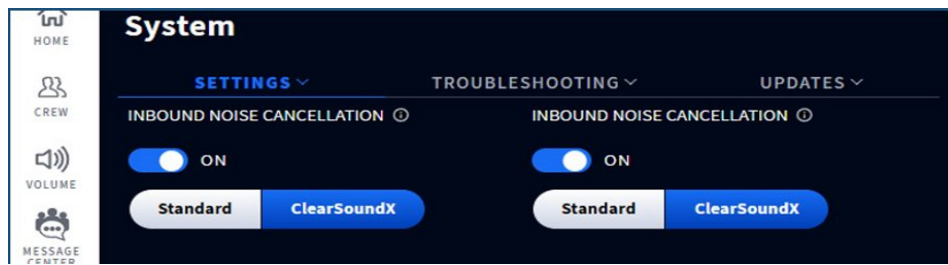 HOME
CREW
VOLUME
MESSAGE
CENTER
System
SETTINGS TROUBLESHOOTING UPDATES
INBOUND NOISE CANCELLATION INBOUND NOISE CANCELLATION
ON ON
Standard ClearSoundX Standard ClearSoundX